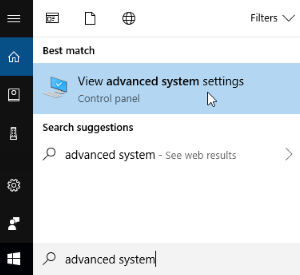 Filters
Best match
View advanced system settings
Control panel
Search suggestions
advanced system - See web results
advanced system